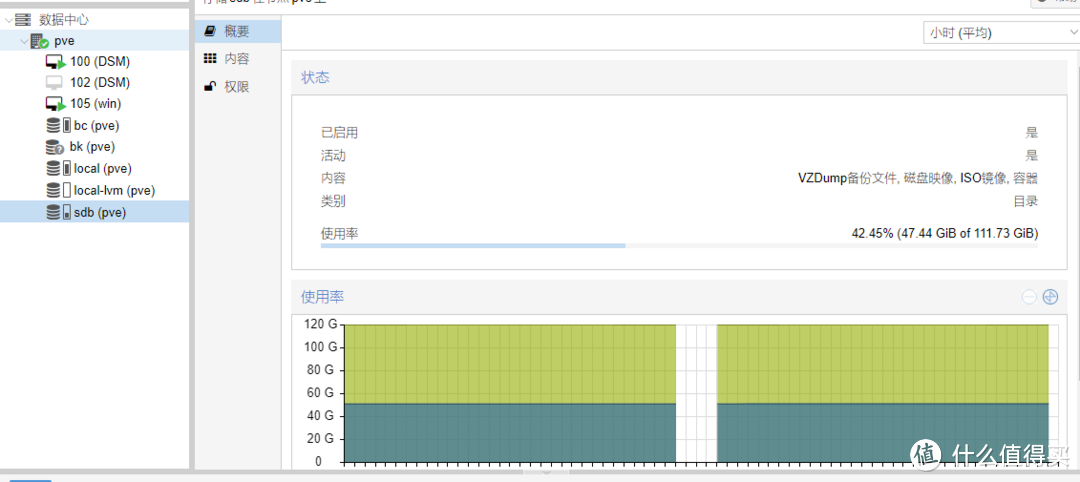 数据中心
pve
100 (DSM)
102 (DSM)
105 (win)
bc (pve)
bk (pve)
local (pve)
local-lvm (pve)
sdb (pve)
概要
内容
权限
小时 (平均)
状态
已启用 是
活动 是
内容 VZDump备份文件, 磁盘映像, ISO镜像, 容器
类别 目录
使用率 42.45% (47.44 GiB of 111.73 GiB)
使用率
120 G
100 G
80 G
60 G
40 G
20 G
0
值 什么值得买